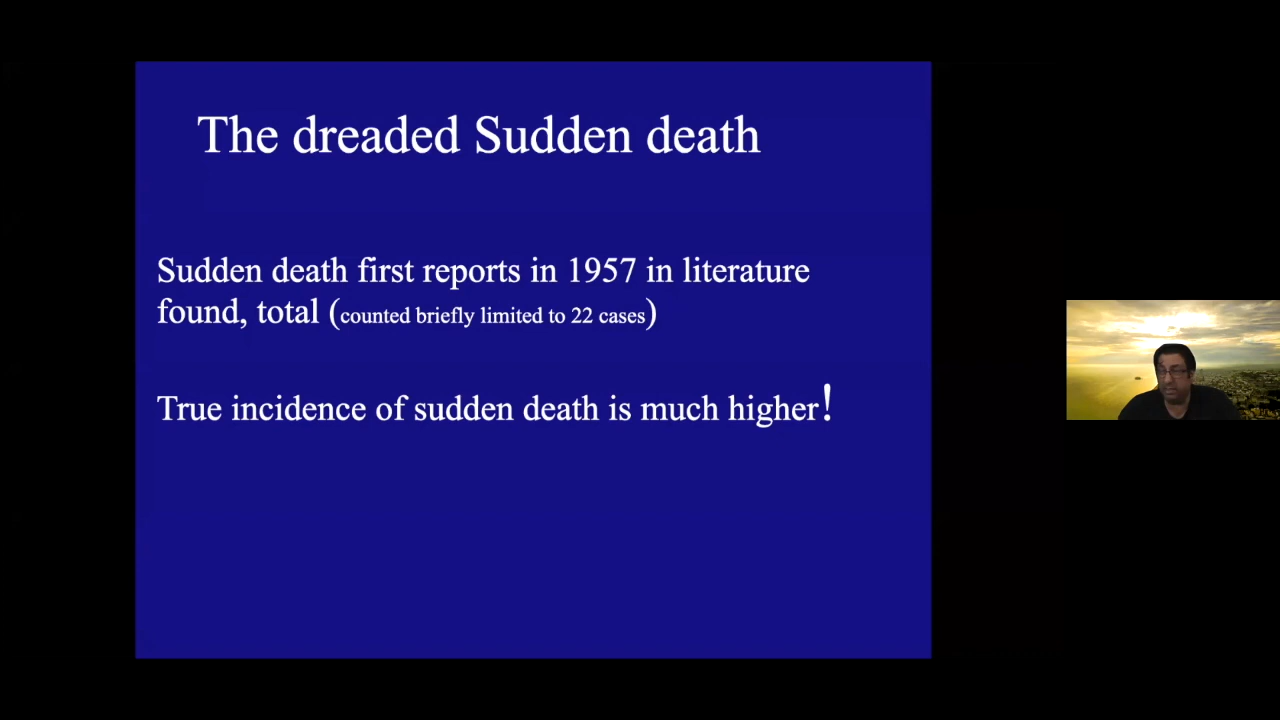 The dreaded Sudden death
Sudden death first reports in 1957 in literature
found, total (counted briefly limited to 22 cases)
True incidence of sudden death is much higher!